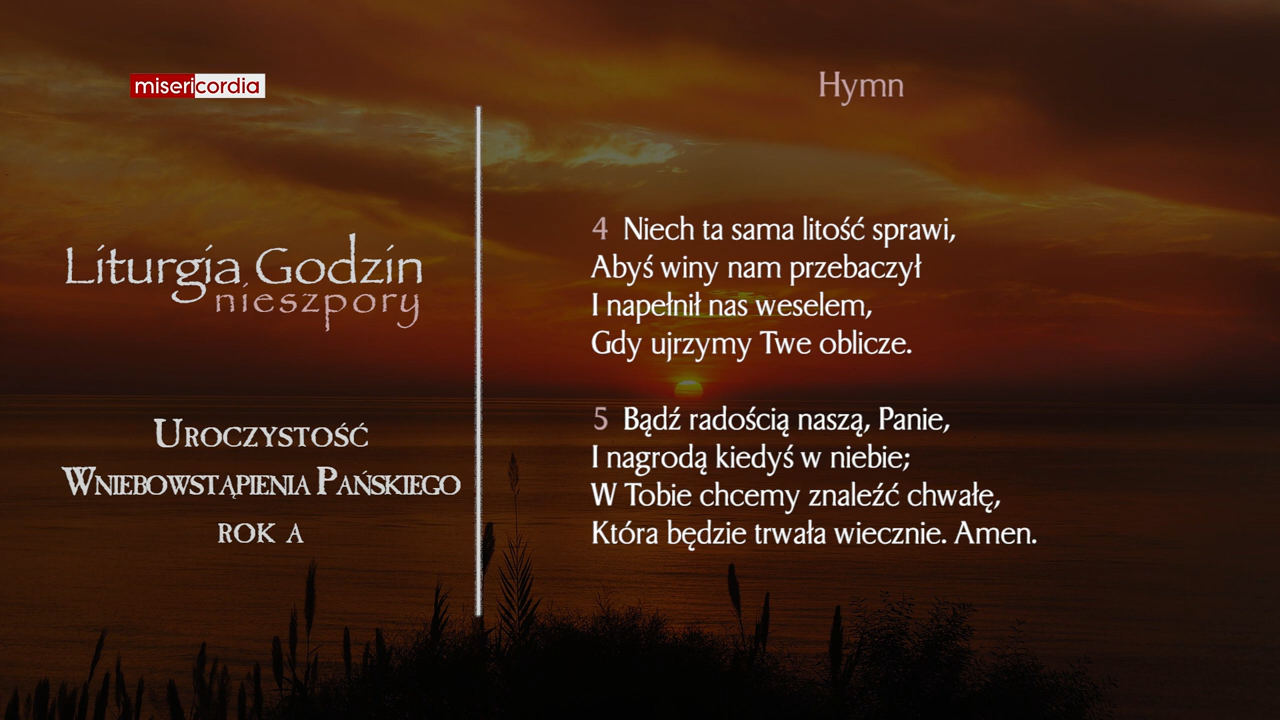 misericordia
Liturgia Godzin
nieszpory
Uroczystość
Wniebowstąpienia Pańskiego
rok a
Hymn
4 Niech ta sama litość sprawi,
Abyś winy nam przebaczył
I napełnił nas weselem,
Gdy ujrzymy Twe oblicze.
5 Bądź radością naszą, Panie,
I nagrodą kiedyś w niebie;
W Tobie chcemy znaleźć chwałę,
Która będzie trwała wiecznie. Amen.